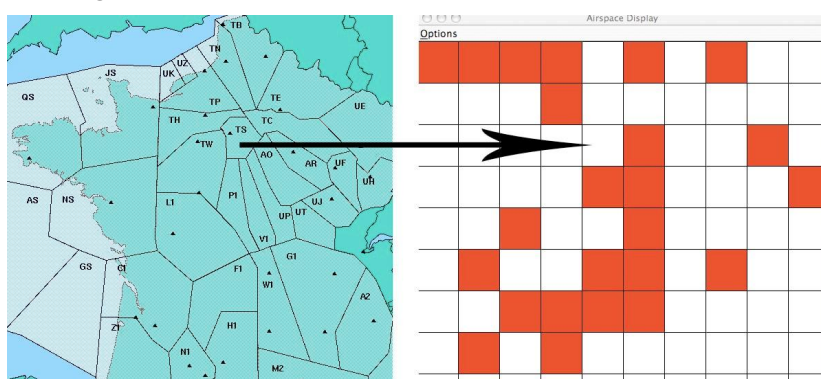 TB
TN
UZ
JS
UK
QS
TP
TE
UE
TH
TC
TS
TW
AO
AR
UF
UH
AS
NS
L1
P1
UJ
UP
UT
V1
GS
C1
F1
G1
W1
A2
Z1
H1
N1
M2
Airspace Display
Options